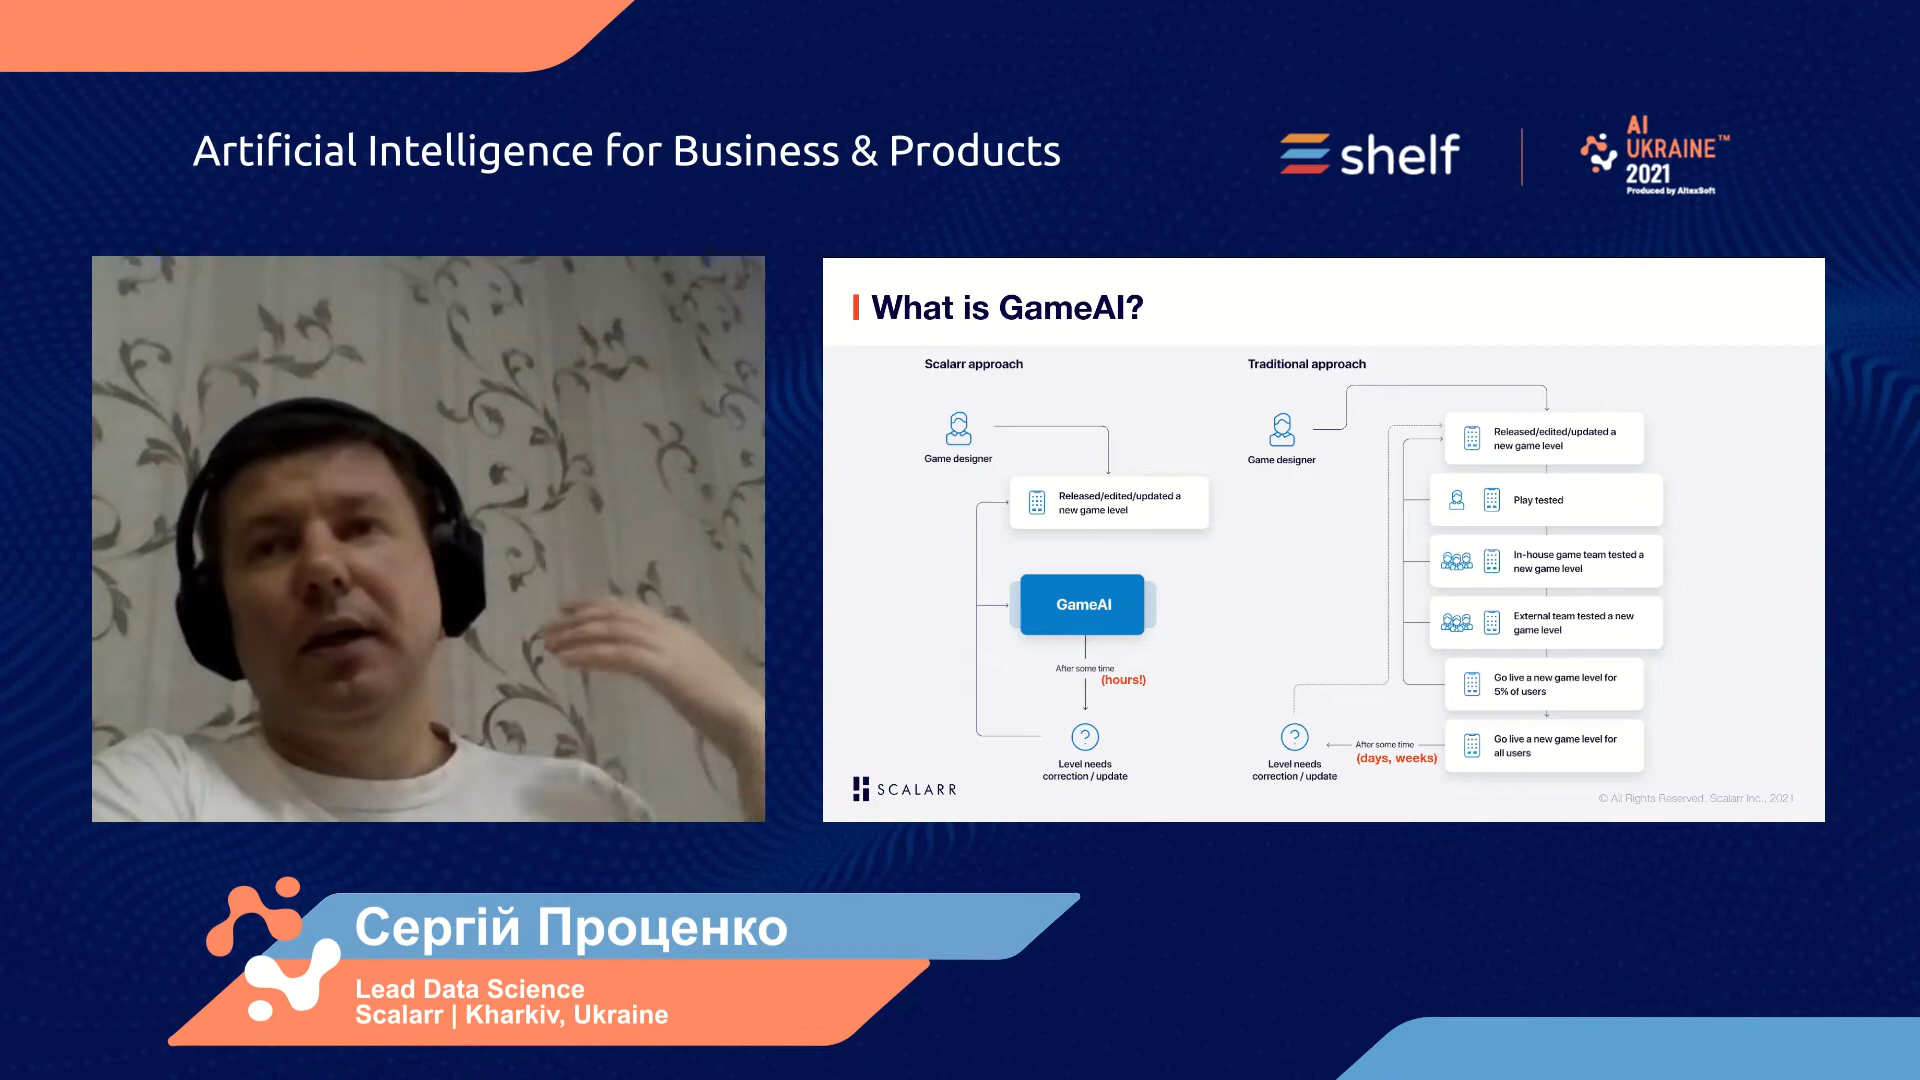 Artificial Intelligence for Business & Products
shelf
AI
UKRAINE™
2021
Produced by AltexSoft
What is GameAI?
Scalarr approach
Game designer
Released/edited/updated a
new game level
GameAI
After some time
(hours!)
Level needs
correction / update
Traditional approach
Game designer
Released/edited/updated a
new game level
Play tested
In-house game team tested a
new game level
External team tested a new
game level
Go live a new game level for
5% of users
Go live a new game level for
all users
After some time
(days, weeks)
Level needs
correction / update
SCALARR
© All Rights Reserved. Scalarr Inc., 2021
Сергій Проценко
Lead Data Science
Scalarr | Kharkiv, Ukraine